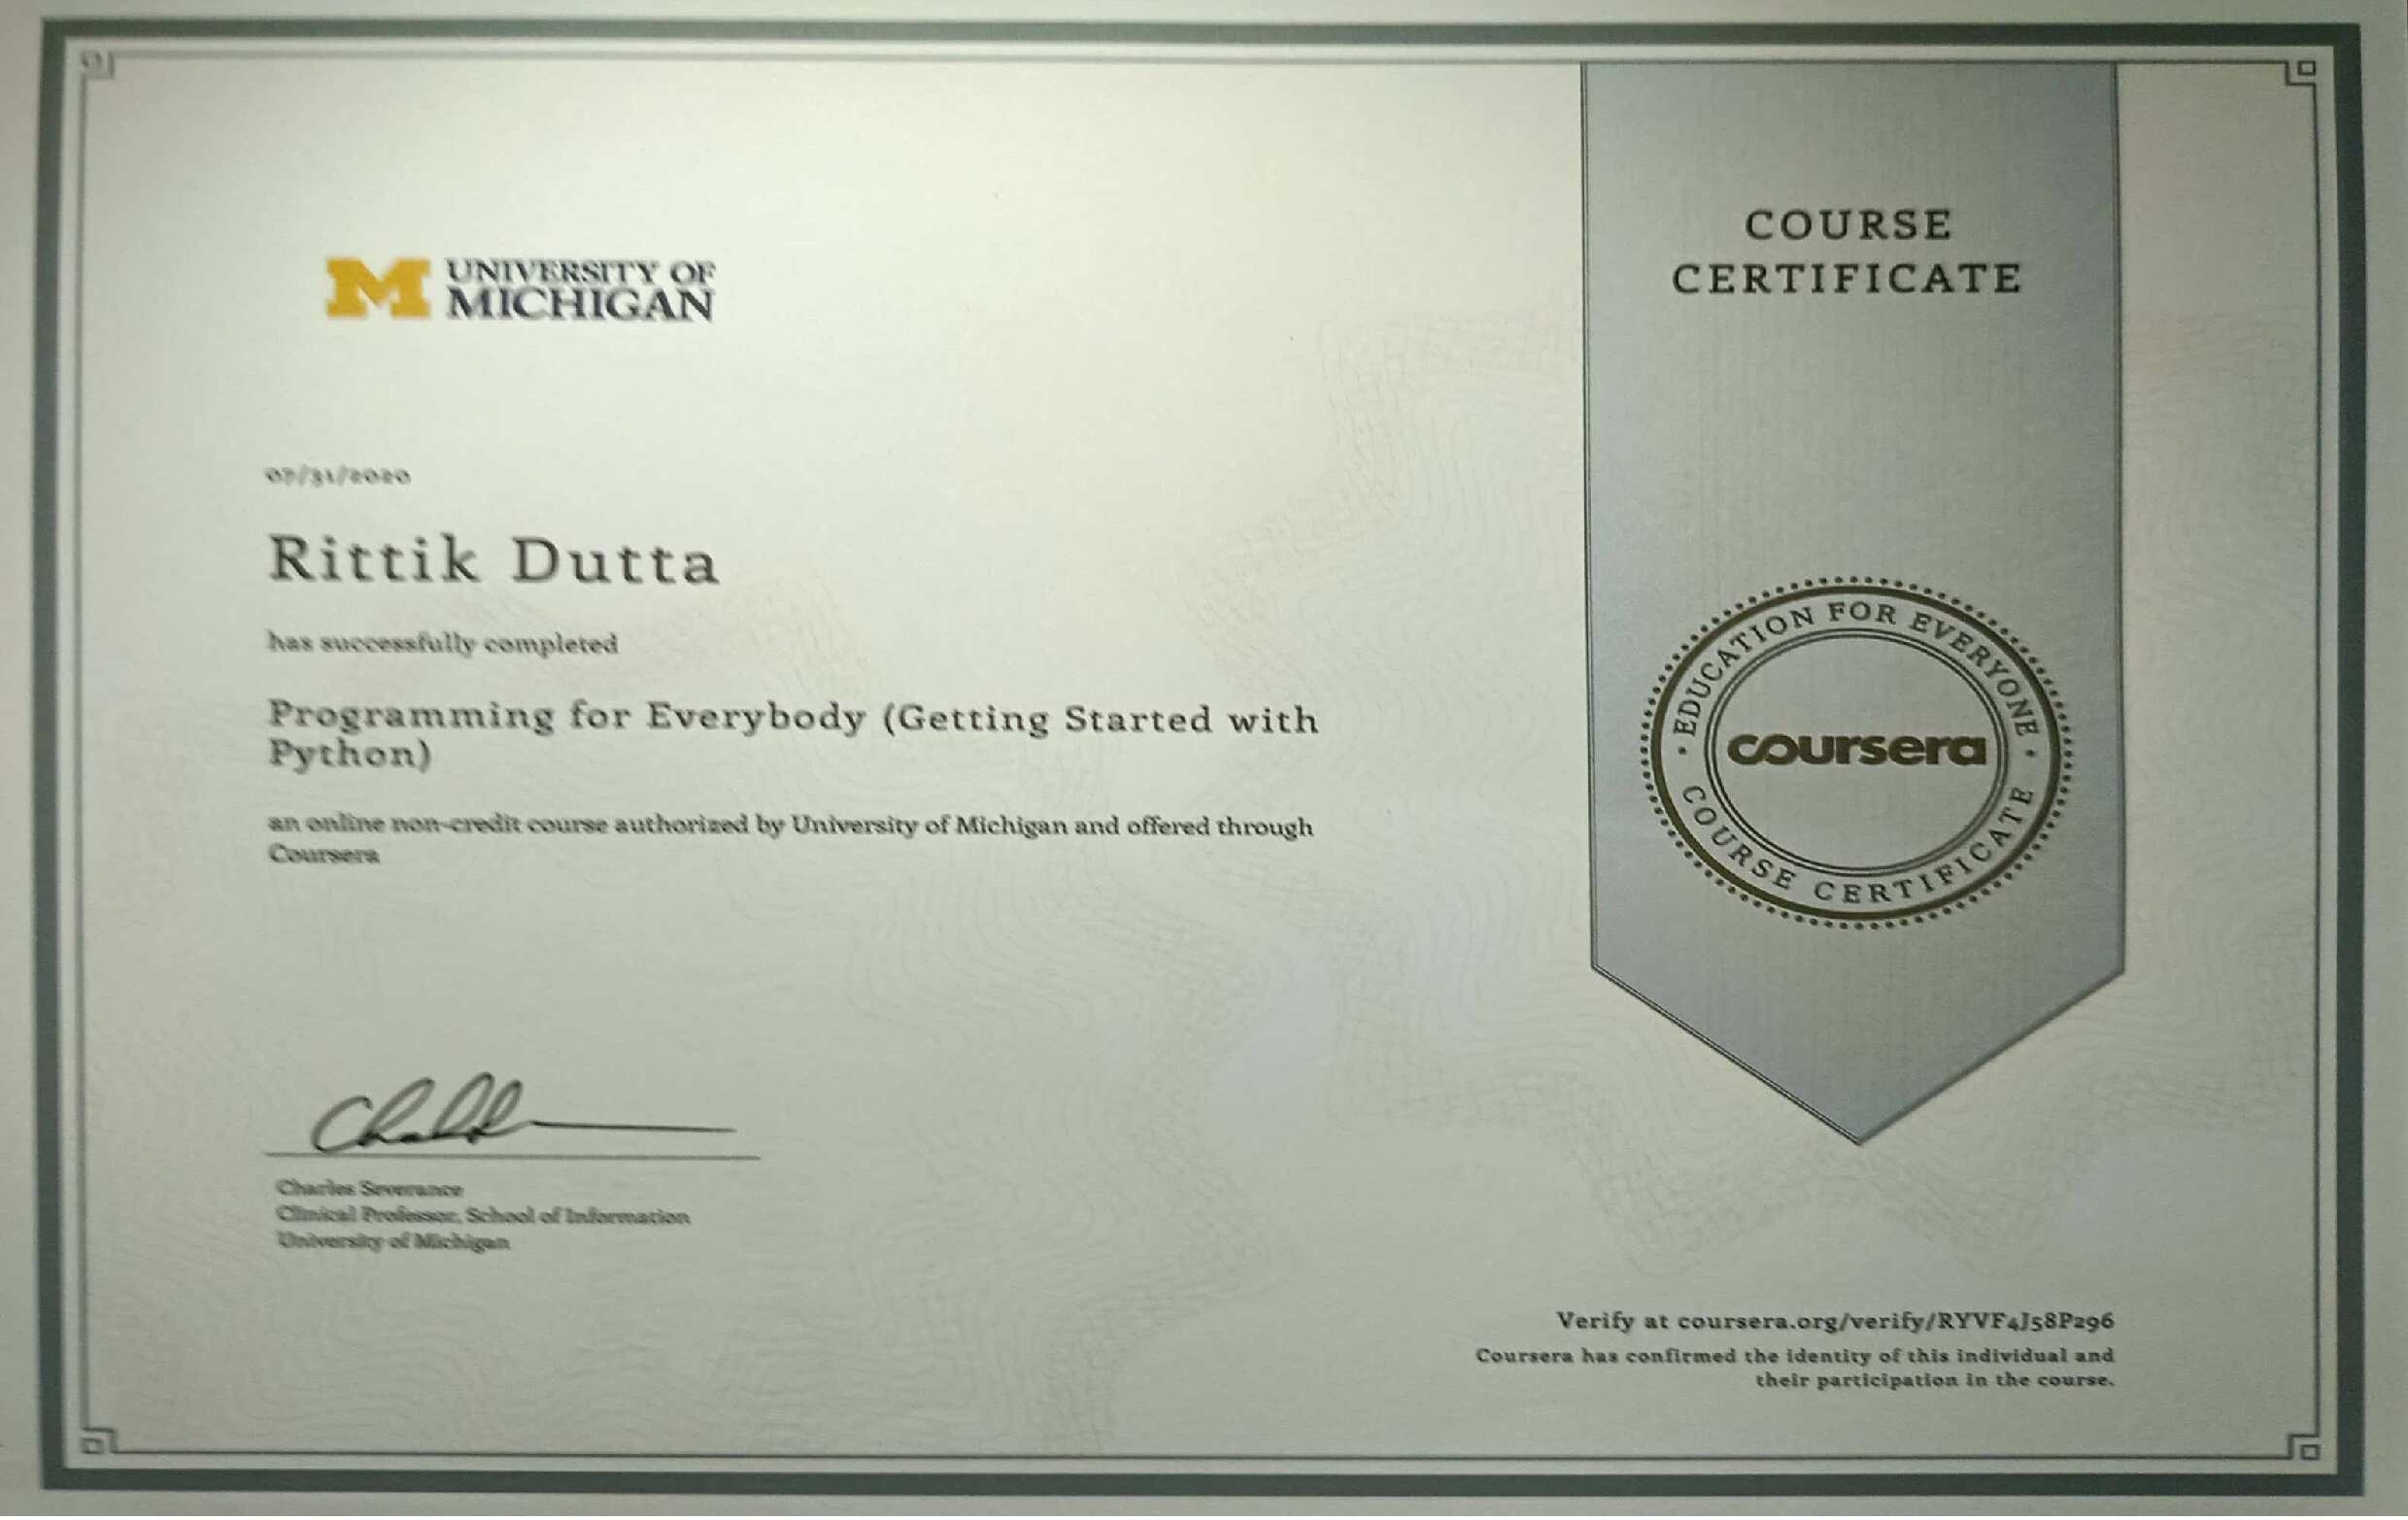 COURSE
CERTIFICATE
UNIVERSITY OF
MICHIGAN
07/31/2020
Rittik Dutta
has successfully completed
Programming for Everybody (Getting Started with
Python)
an online non-credit course authorized by University of Michigan and offered through
Coursera
EDUCATION FOR EVERYONE
coursera
COURSE CERTIFICATE
Charles Severance
Clinical Professor, School of Information
University of Michigan
Verify at coursera.org/verify/RYVF4J58P296
Coursera has confirmed the identity of this individual and
their participation in the course.